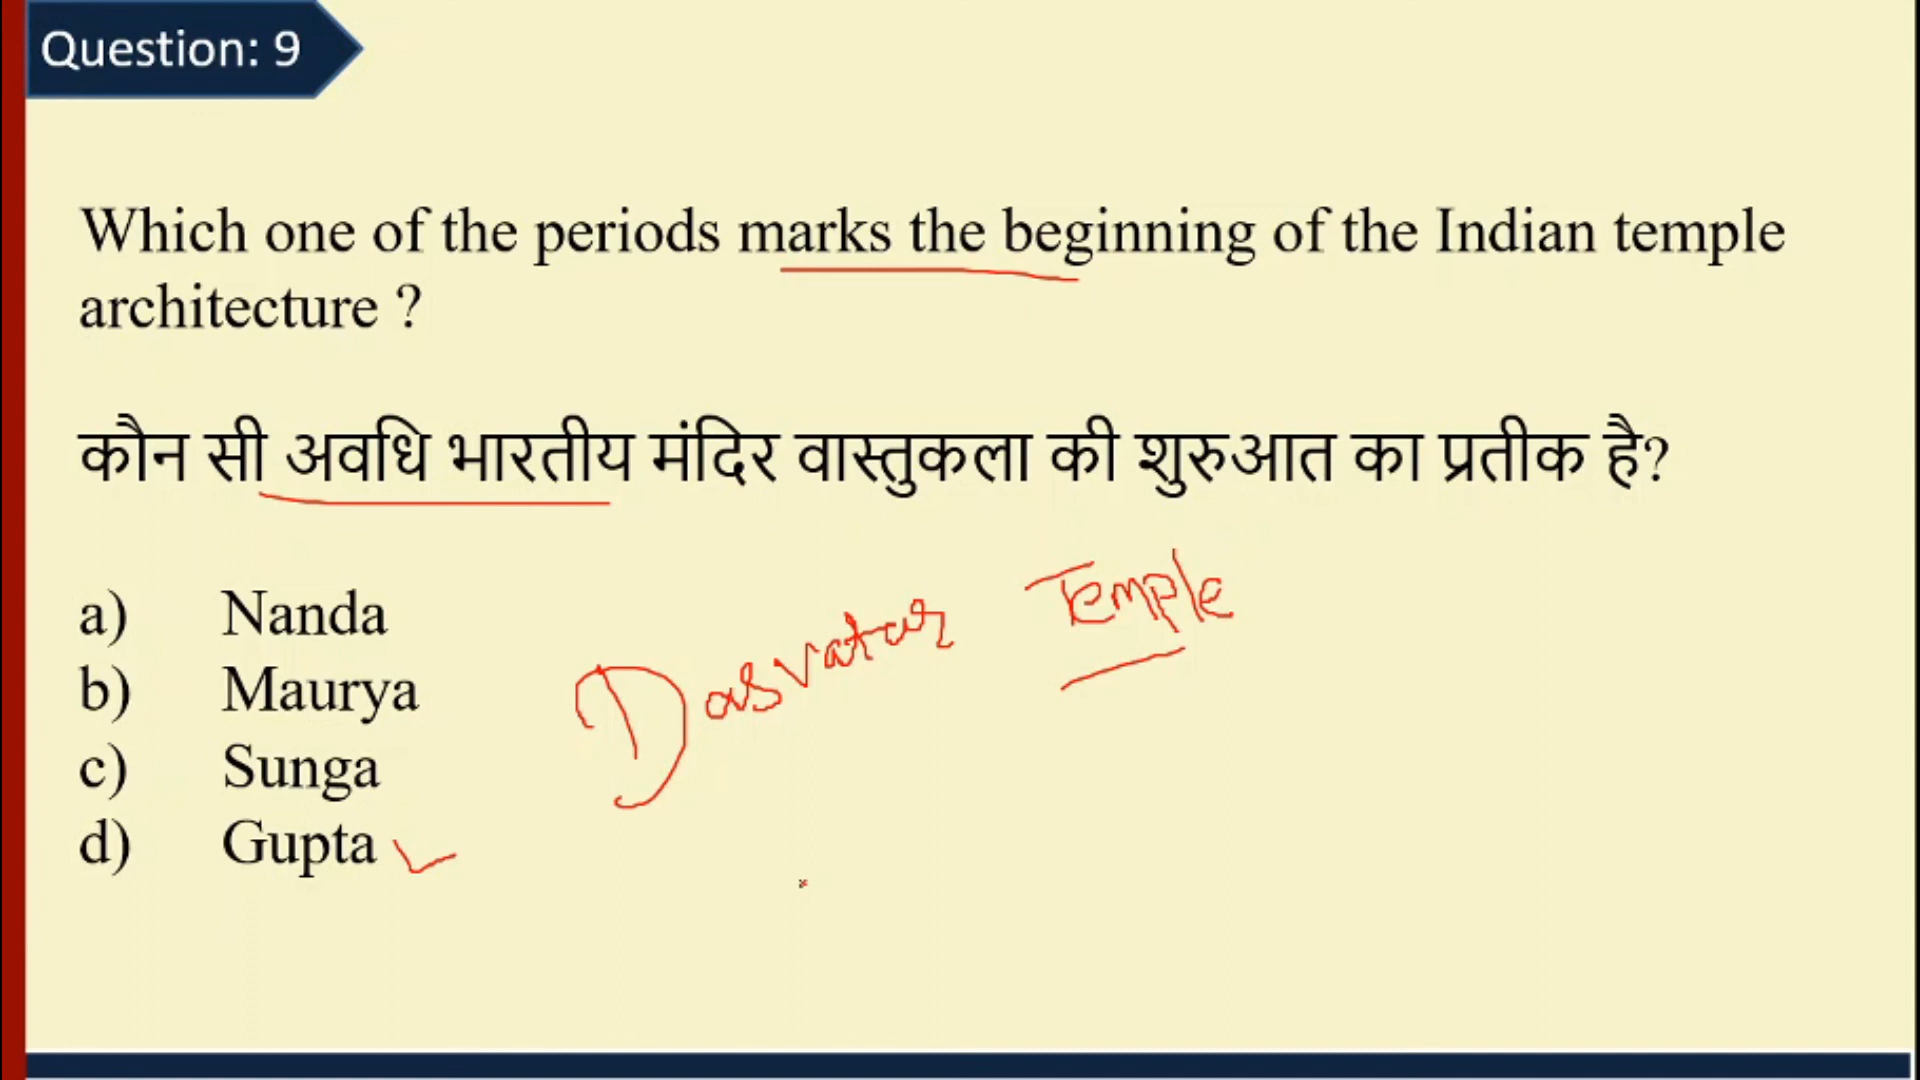 Question: 9
Which one of the periods marks the beginning of the Indian temple
architecture ?
कौन सी अवधि भारतीय मंदिर वास्तुकला की शुरुआत का प्रतीक है?
a) Nanda
b) Maurya
c) Sunga
d) Gupta
Dasvatar Temple